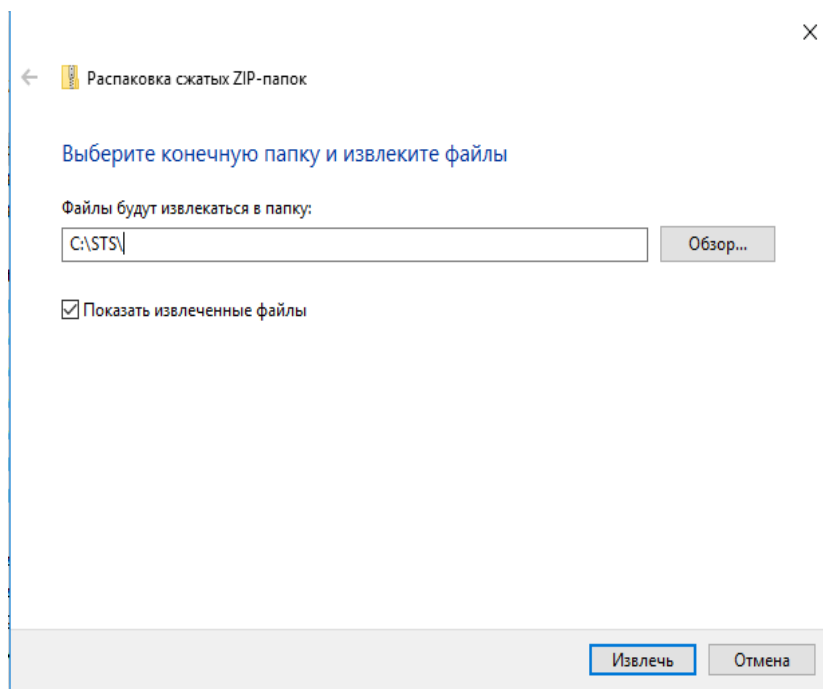 Распаковка сжатых ZIP-папок
Выберите конечную папку и извлеките файлы
Файлы будут извлекаться в папку:
C:\STS\
Обзор...
Показать извлеченные файлы
Извлечь
Отмена